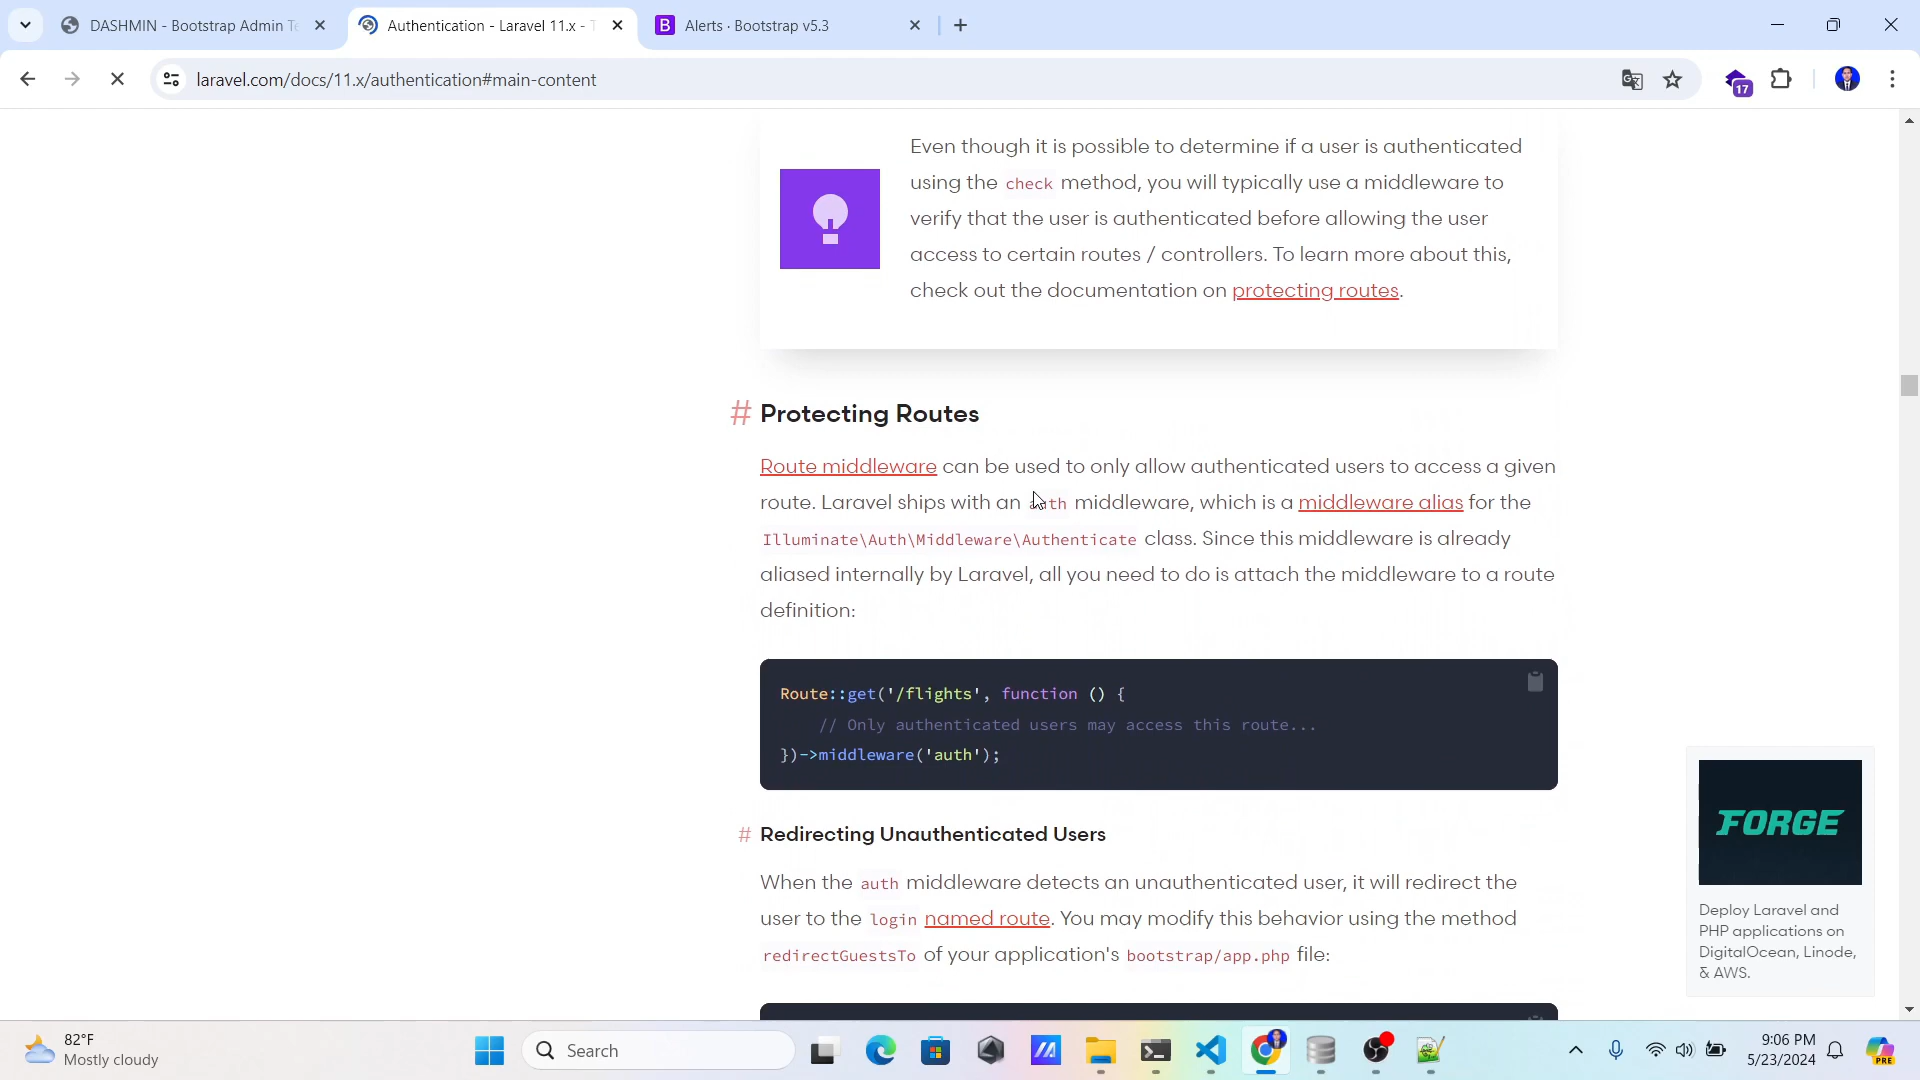 DASHMIN - Bootstrap Admin Te
Authentication - Laravel 11.x - T
Alerts · Bootstrap v5.3
laravel.com/docs/11.x/authentication#main-content
17
Even though it is possible to determine if a user is authenticated
using the check method, you will typically use a middleware to
verify that the user is authenticated before allowing the user
access to certain routes / controllers. To learn more about this,
check out the documentation on protecting routes.
# Protecting Routes
Route middleware can be used to only allow authenticated users to access a given
route. Laravel ships with an auth middleware, which is a middleware alias for the
Illuminate\Auth\Middleware\Authenticate class. Since this middleware is already
aliased internally by Laravel, all you need to do is attach the middleware to a route
definition:
Route::get('/flights', function () {
// Only authenticated users may access this route...
})->middleware('auth');
# Redirecting Unauthenticated Users
When the auth middleware detects an unauthenticated user, it will redirect the
user to the login named route. You may modify this behavior using the method
redirectGuestsTo of your application's bootstrap/app.php file:
FORGE
Deploy Laravel and
PHP applications on
DigitalOcean, Linode,
& AWS.
82°F
Mostly cloudy
Search
9:06 PM
5/23/2024
PRE